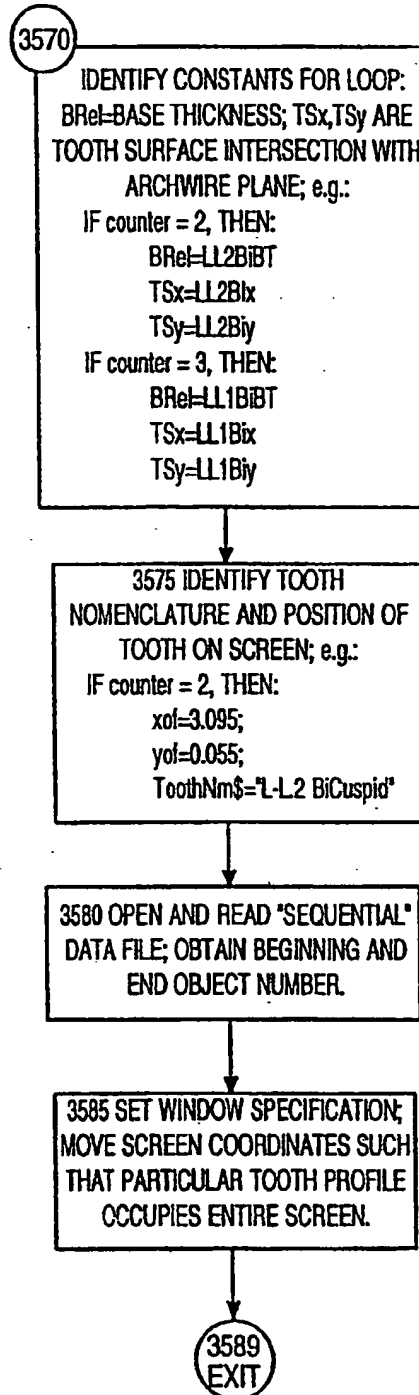 3570
IDENTIFY CONSTANTS FOR LOOP:
BRel=BASE THICKNESS; TSx,TSy ARE
TOOTH SURFACE INTERSECTION WITH
ARCHWIRE PLANE; e.g.:
IF counter = 2, THEN:
BRel=LL2BiBT
TSx=LL2BIx
TSy=LL2Biy
IF counter = 3, THEN:
BRel=LL1BiBT
TSx=LL1Bix
TSy=LL1Biy
3575 IDENTIFY TOOTH
NOMENCLATURE AND POSITION OF
TOOTH ON SCREEN; e.g.:
IF counter = 2, THEN:
xof=3.095;
yof=0.055;
ToothNm$="L-L2 BiCuspid"
3580 OPEN AND READ "SEQUENTIAL"
DATA FILE; OBTAIN BEGINNING AND
END OBJECT NUMBER.
3585 SET WINDOW SPECIFICATION;
MOVE SCREEN COORDINATES SUCH
THAT PARTICULAR TOOTH PROFILE
OCCUPIES ENTIRE SCREEN.
3589
EXIT